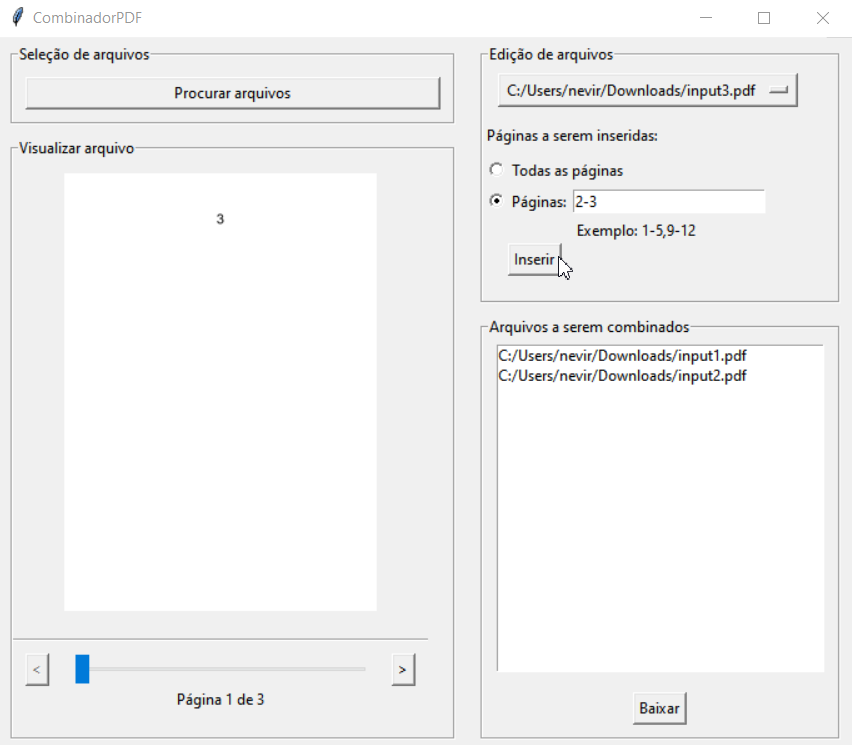 CombinadorPDF
Seleção de arquivos
Procurar arquivos
Visualizar arquivo
3
<
>
Página 1 de 3
Edição de arquivos
C:/Users/nevir/Downloads/input3.pdf
Páginas a serem inseridas:
Todas as páginas
Páginas: 2-3
Exemplo: 1-5,9-12
Inserir
Arquivos a serem combinados
C:/Users/nevir/Downloads/input1.pdf
C:/Users/nevir/Downloads/input2.pdf
Baixar